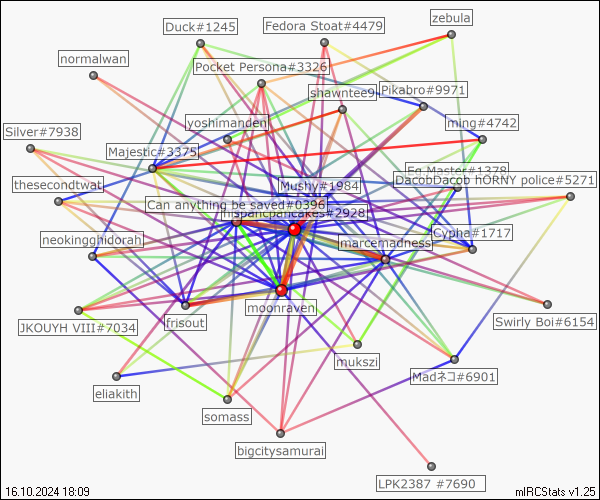 zebula
Duck#1245
Fedora Stoat#4479
normalwan
Pocket Persona#3326
shawntee9
Pikabro#9971
yoshimanden
ming#4742
Silver#7938
Majestic#3375
Eg Master#1378
DacobDacob hORNY police#5271
thesecondtwat
Mushy#1984
Can anything be saved#0396
hispanicpancakes#2928
Cypha#1717
neokingghidorah
marcemadness
moonraven
JKOUYH VIII#7034
frisout
Swirly Boi#6154
mukszi
Madネコ#6901
eliakith
somass
bigcitysamurai
LPK2387 #7690
16.10.2024 18:09
mIRCStats v1.25